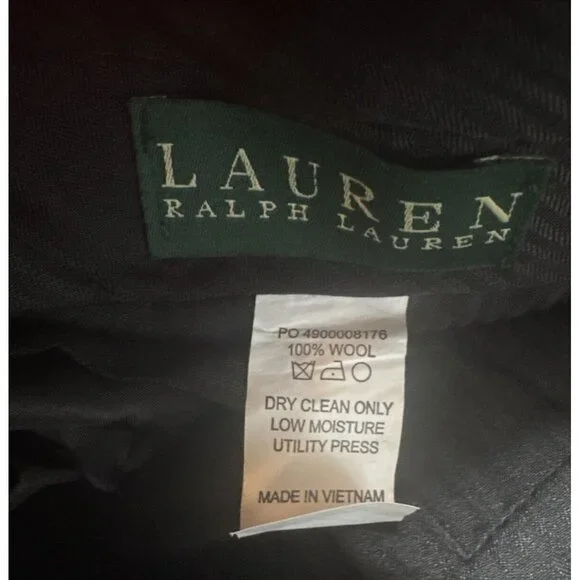 LAUREN
RALPH LAUREN
PO 4900008176
100% WOOL
DRY CLEAN ONLY
LOW MOISTURE
UTILITY PRESS
MADE IN VIETNAM